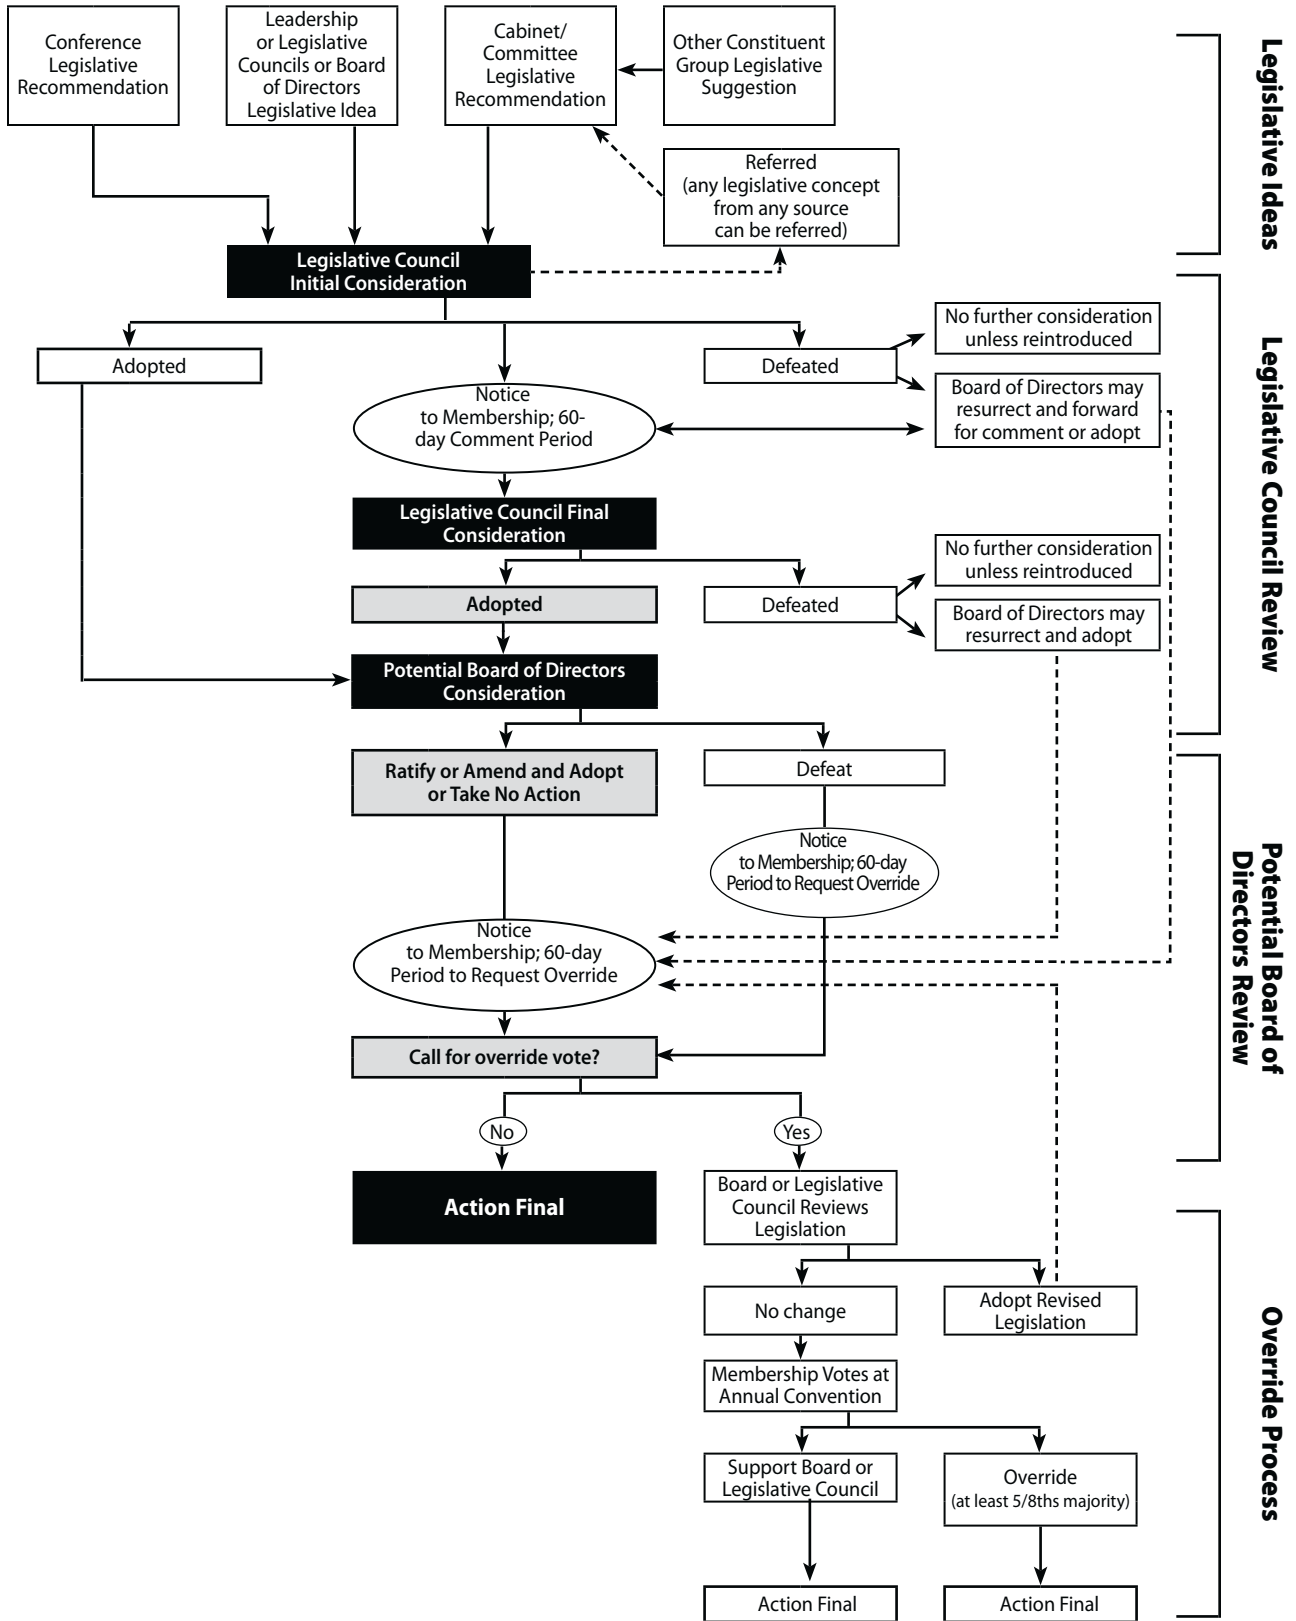 Conference
Legislative
Recommendation
Leadership
or Legislative
Councils or Board
of Directors
Legislative Idea
Cabinet/
Committee
Legislative
Recommendation
Other Constituent
Group Legislative
Suggestion
Referred
(any legislative concept
from any source
can be referred)
Legislative Ideas
Legislative Council
Initial Consideration
Adopted
Defeated
No further consideration
unless reintroduced
Notice
to Membership; 60-
day Comment Period
Board of Directors may
resurrect and forward
for comment or adopt
Legislative Council Review
Legislative Council Final
Consideration
Adopted
Defeated
No further consideration
unless reintroduced
Board of Directors may
resurrect and adopt
Potential Board of Directors
Consideration
Ratify or Amend and Adopt
or Take No Action
Defeat
Notice
to Membership; 60-day
Period to Request Override
Notice
to Membership; 60-day
Period to Request Override
Potential Board of
Directors Review
Call for override vote?
No
Yes
Action Final
Board or Legislative
Council Reviews
Legislation
No change
Adopt Revised
Legislation
Membership Votes at
Annual Convention
Support Board or
Legislative Council
Override
(at least 5/8ths majority)
Action Final
Action Final
Override Process